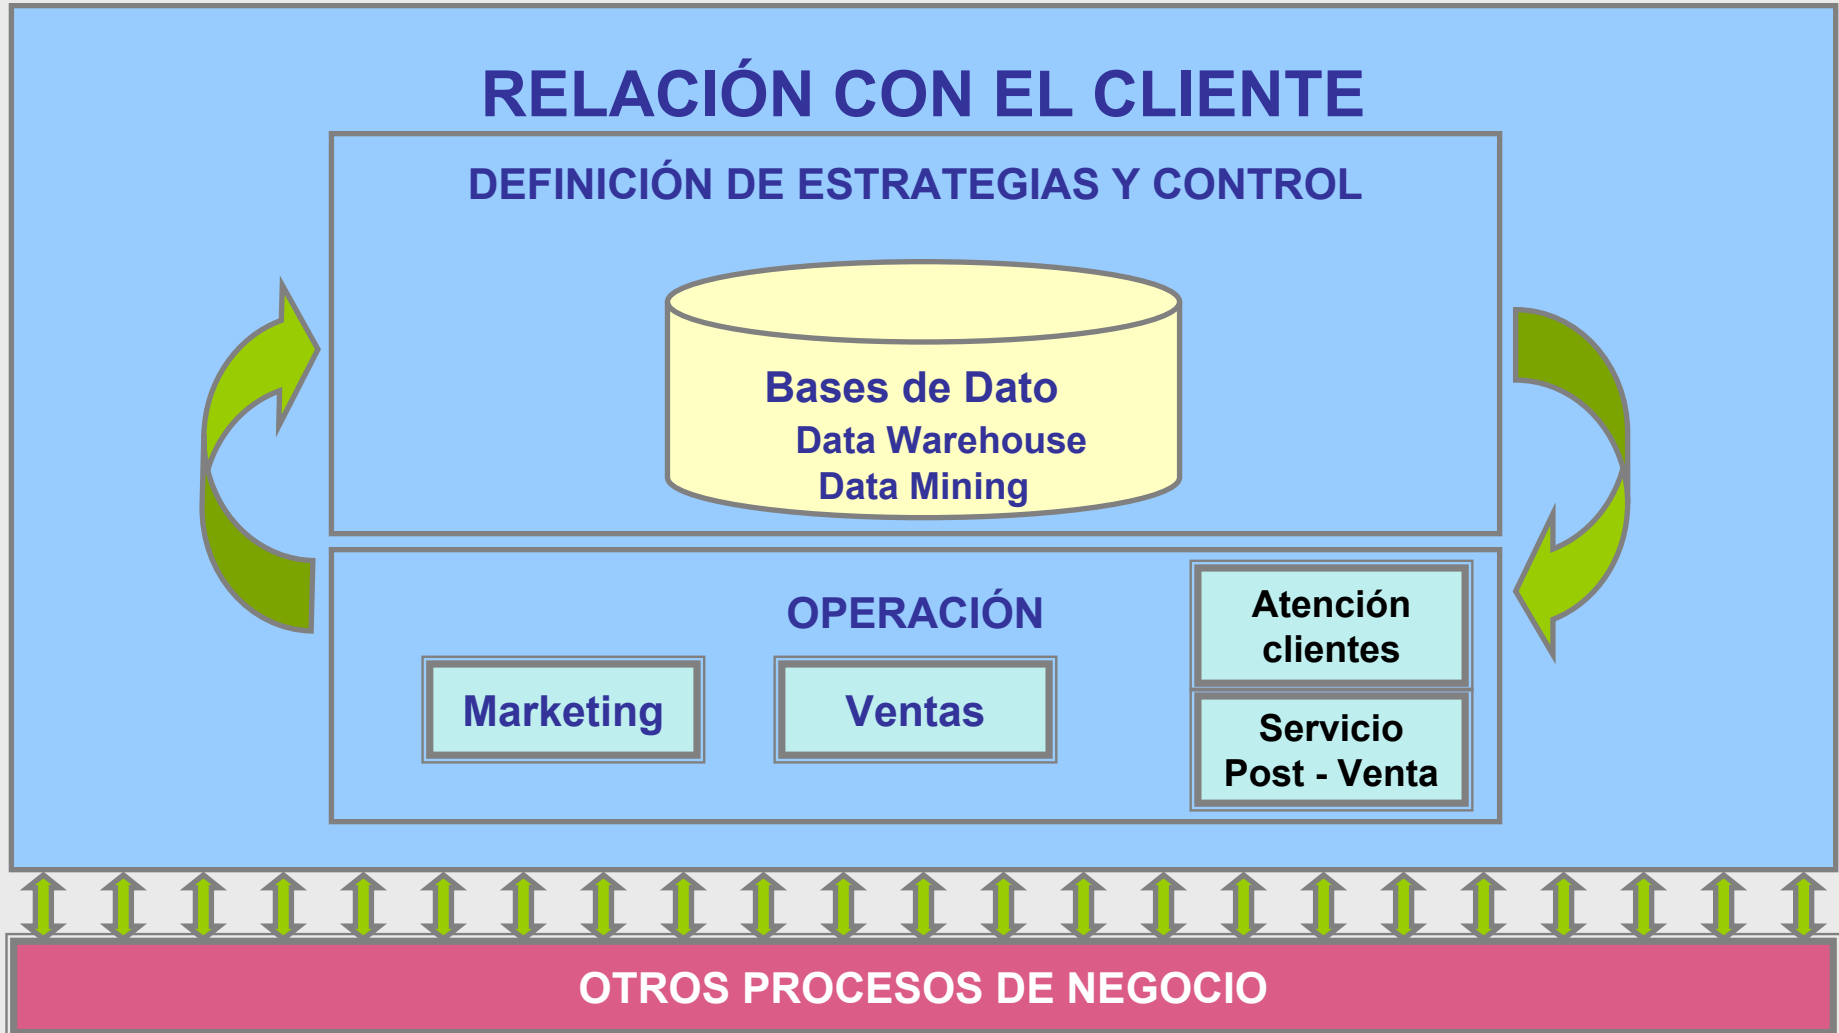 RELACIÓN CON EL CLIENTE
DEFINICIÓN DE ESTRATEGIAS Y CONTROL
Bases de Dato
Data Warehouse
Data Mining
OPERACIÓN
Marketing
Ventas
Atención
clientes
Servicio
Post - Venta
OTROS PROCESOS DE NEGOCIO